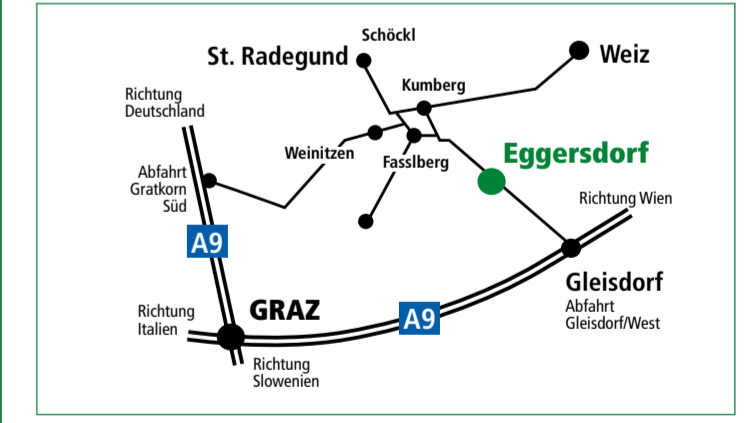 Schöckl
St. Radegund
Weiz
Kumberg
Richtung
Deutschland
Weinitzen
Fasslberg
Eggersdorf
Abfahrt
Gratkorn
Süd
Richtung Wien
A9
Gleisdorf
Abfahrt
Gleisdorf/West
GRAZ
A9
Richtung
Italien
Richtung
Slowenien